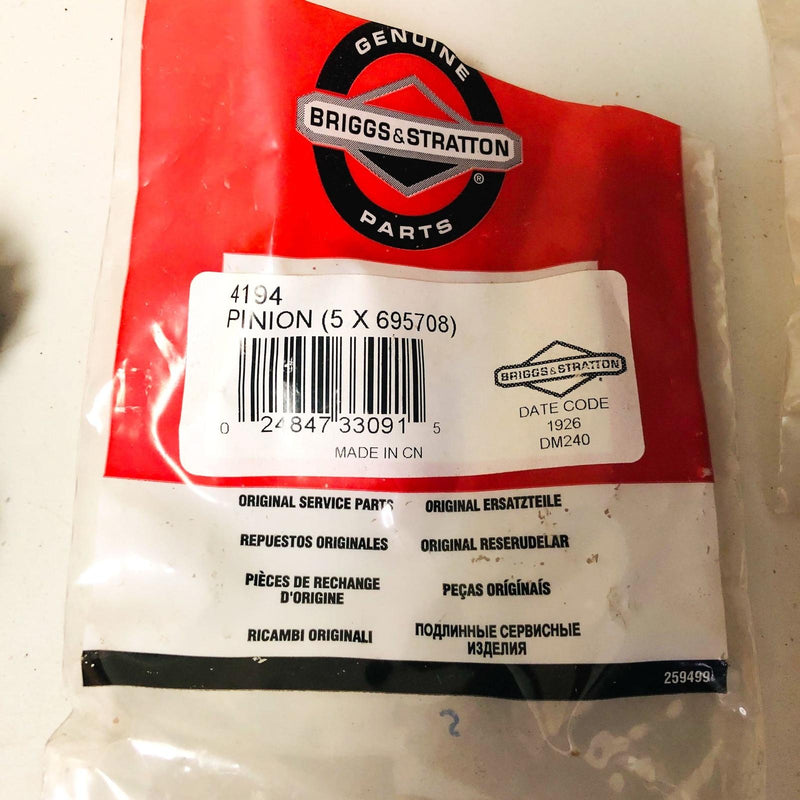 GENUINE
BRIGGS&STRATTON
®
PARTS
4194
PINION (5 X 695708)
0 24847 33091 5
MADE IN CN
BRIGGS&STRATTON
DATE CODE
1926
DM240
ORIGINAL SERVICE PARTS
ORIGINAL ERSATZTEILE
REPUESTOS ORIGINALES
ORIGINAL RESERUDELAR
PIÈCES DE RECHANGE
D'ORIGINE
PEÇAS ORÍGÍNAÍS
RICAMBI ORIGINALI
ПОДЛИННЫЕ СЕРВИСНЫЕ
ИЗДЕЛИЯ